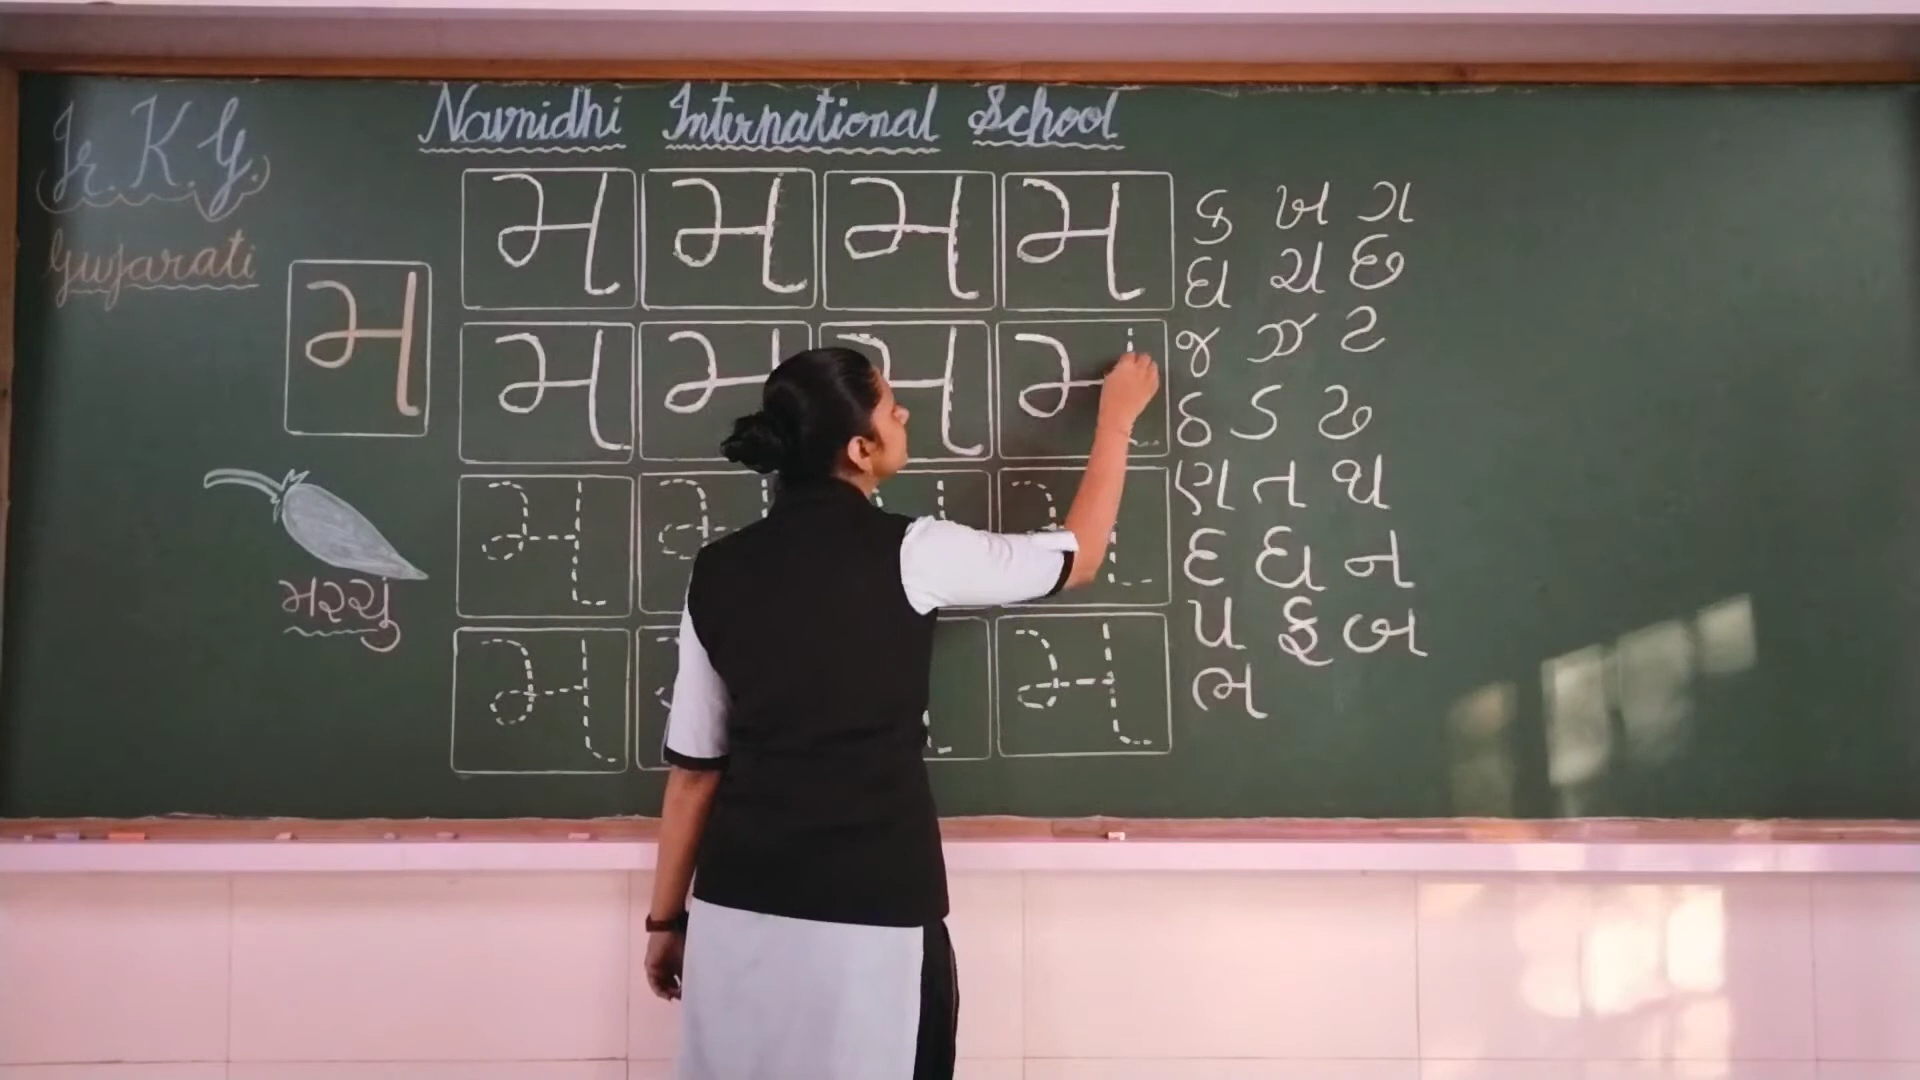 Navnidhi International School
Jr. K.G.
Gujarati
મ
મરચું
મ મ મ મ
મ મ મ મ
મ મ મ મ
મ મ મ
ક ખ ગ
ઘ ચ છ
જ ઝ ટ
ઠ ડ ઢ
ણ ત થ
દ ધ ન
પ ફ બ
ભ